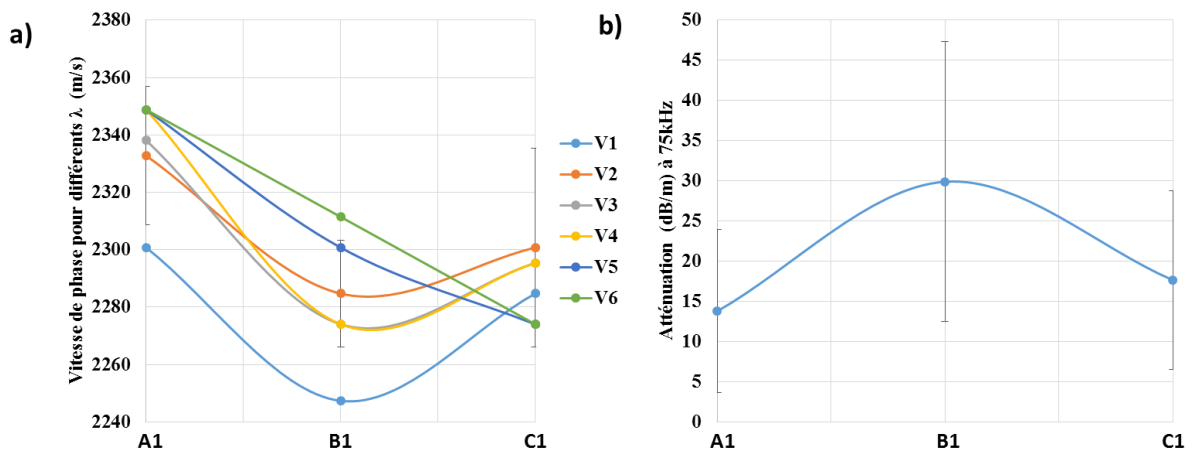 a)
Vitesse de phase pour différents λ (m/s)
2380
2360
2340
2320
2300
2280
2260
2240
A1
B1
C1
V1
V2
V3
V4
V5
V6
b)
Atténuation (dB/m) à 75kHz
50
45
40
35
30
25
20
15
10
5
0
A1
B1
C1